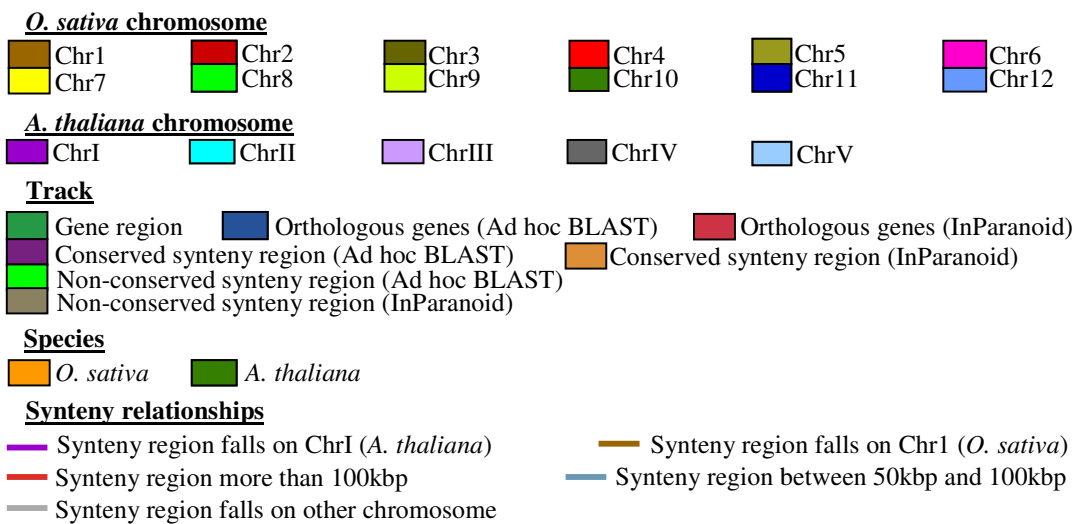 O. sativa chromosome
Chr1 Chr2 Chr3 Chr4 Chr5 Chr6
Chr7 Chr8 Chr9 Chr10 Chr11 Chr12
A. thaliana chromosome
ChrI ChrII ChrIII ChrIV ChrV
Track
Gene region Orthologous genes (Ad hoc BLAST) Orthologous genes (InParanoid)
Conserved synteny region (Ad hoc BLAST) Conserved synteny region (InParanoid)
Non-conserved synteny region (Ad hoc BLAST)
Non-conserved synteny region (InParanoid)
Species
O. sativa A. thaliana
Synteny relationships
Synteny region falls on ChrI (A. thaliana) Synteny region falls on Chr1 (O. sativa)
Synteny region more than 100kbp Synteny region between 50kbp and 100kbp
Synteny region falls on other chromosome